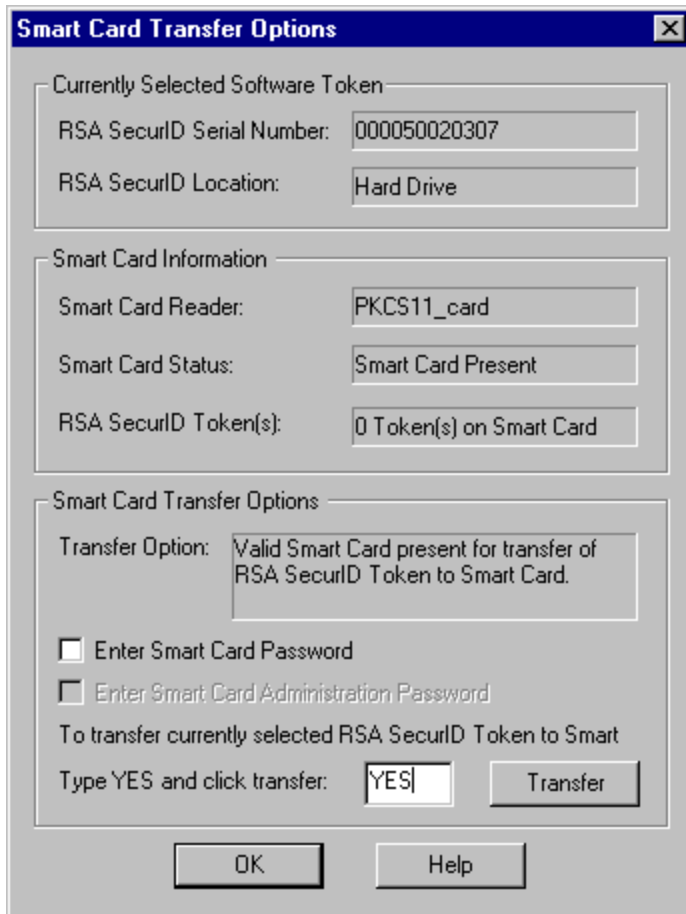 Smart Card Transfer Options
Currently Selected Software Token
RSA SecurID Serial Number: 000050020307
RSA SecurID Location: Hard Drive
Smart Card Information
Smart Card Reader: PKCS11_card
Smart Card Status: Smart Card Present
RSA SecurID Token(s): 0 Token(s) on Smart Card
Smart Card Transfer Options
Transfer Option: Valid Smart Card present for transfer of
RSA SecurID Token to Smart Card.
Enter Smart Card Password
Enter Smart Card Administration Password
To transfer currently selected RSA SecurID Token to Smart
Type YES and click transfer: YES Transfer
OK Help